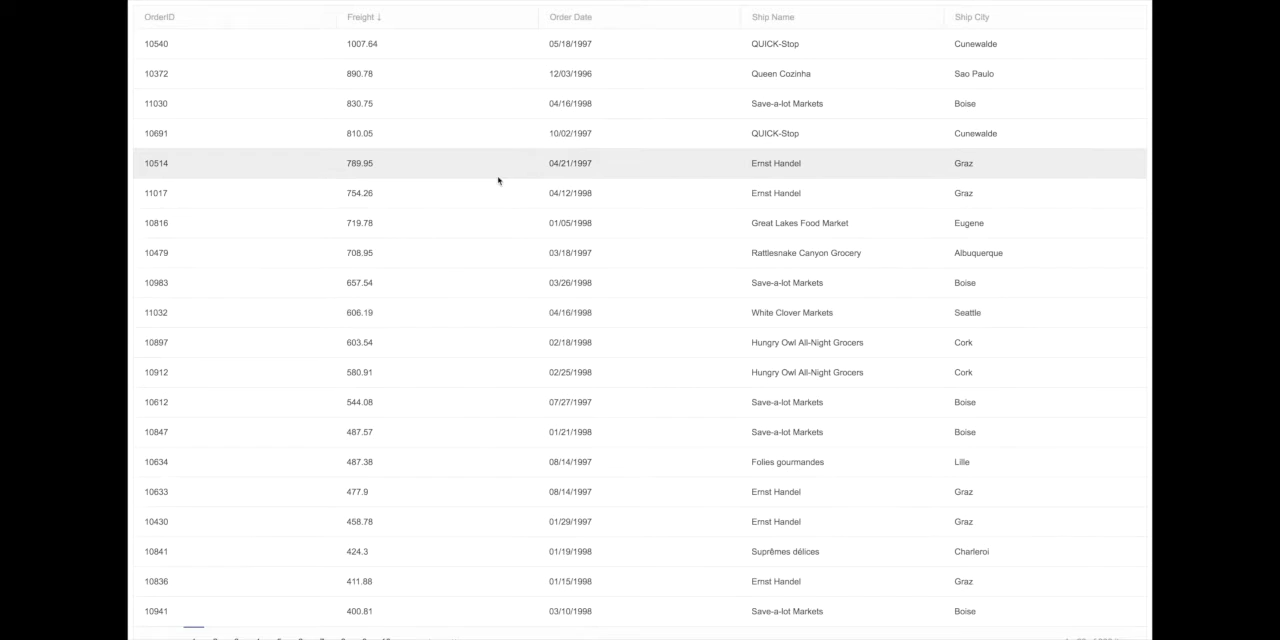 OrderID Freight ↓ Order Date Ship Name Ship City
10540 1007.64 05/18/1997 QUICK-Stop Cunewalde
10372 890.78 12/03/1996 Queen Cozinha Sao Paulo
11030 830.75 04/16/1998 Save-a-lot Markets Boise
10691 810.05 10/02/1997 QUICK-Stop Cunewalde
10514 789.95 04/21/1997 Ernst Handel Graz
11017 754.26 04/12/1998 Ernst Handel Graz
10816 719.78 01/05/1998 Great Lakes Food Market Eugene
10479 708.95 03/18/1997 Rattlesnake Canyon Grocery Albuquerque
10983 657.54 03/26/1998 Save-a-lot Markets Boise
11032 606.19 04/16/1998 White Clover Markets Seattle
10897 603.54 02/18/1998 Hungry Owl All-Night Grocers Cork
10912 580.91 02/25/1998 Hungry Owl All-Night Grocers Cork
10612 544.08 07/27/1997 Save-a-lot Markets Boise
10847 487.57 01/21/1998 Save-a-lot Markets Boise
10634 487.38 08/14/1997 Folies gourmandes Lille
10633 477.9 08/14/1997 Ernst Handel Graz
10430 458.78 01/29/1997 Ernst Handel Graz
10841 424.3 01/19/1998 Suprêmes délices Charleroi
10836 411.88 01/15/1998 Ernst Handel Graz
10941 400.81 03/10/1998 Save-a-lot Markets Boise